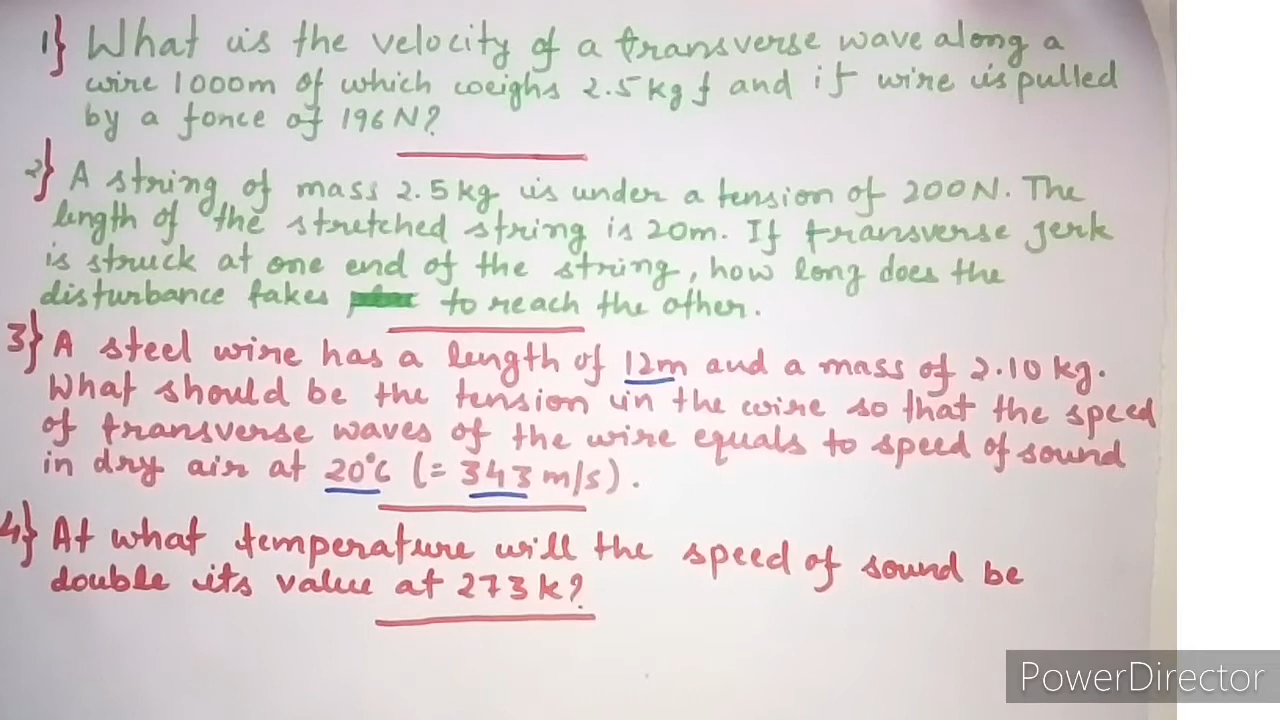 1} What is the velocity of a transverse wave along a
wire 1000m of which weighs 2.5kgf and if wire is pulled
by a force of 196N?
2} A string of mass 2.5kg is under a tension of 200N. The
length of the stretched string is 20m. If transverse jerk
is struck at one end of the string, how long does the
disturbance takes to reach the other.
3} A steel wire has a length of 12m and a mass of 2.10 kg.
What should be the tension in the wire so that the speed
of transverse waves of the wire equals to speed of sound
in dry air at 20°C (= 343 m/s).
4} At what temperature will the speed of sound be
double its value at 273 k?
PowerDirector